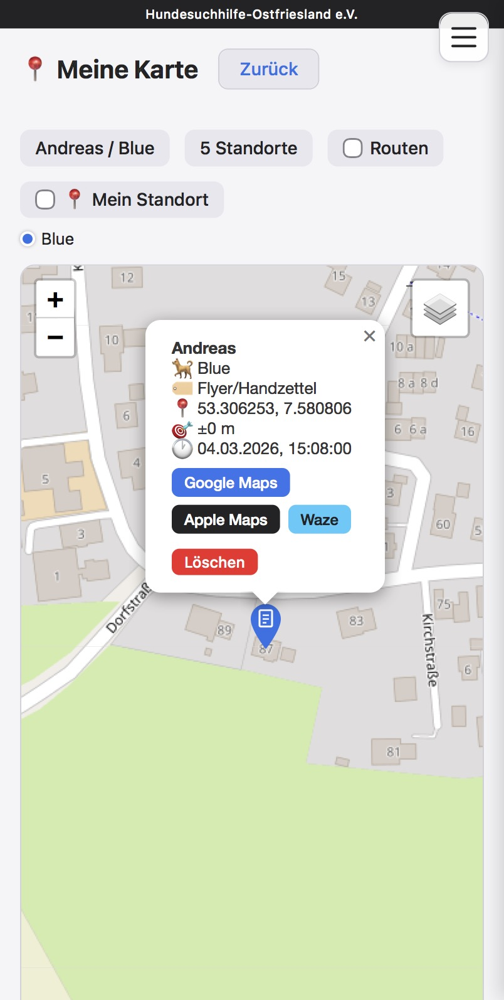 Hundesuchhilfe-Ostfriesland e.V.
Meine Karte
Zurück
Andreas / Blue
5 Standorte
Routen
Mein Standort
Blue
12
15
13
+
−
10
10 a
8 a 8 d
6
6 6 a
16
4
5
3
60
3
1
Andreas
Blue
Flyer/Handzettel
53.306253, 7.580806
±0 m
04.03.2026, 15:08:00
Google Maps
Apple Maps
Waze
Löschen
75
83
89
87
Kirchstraße
6
81